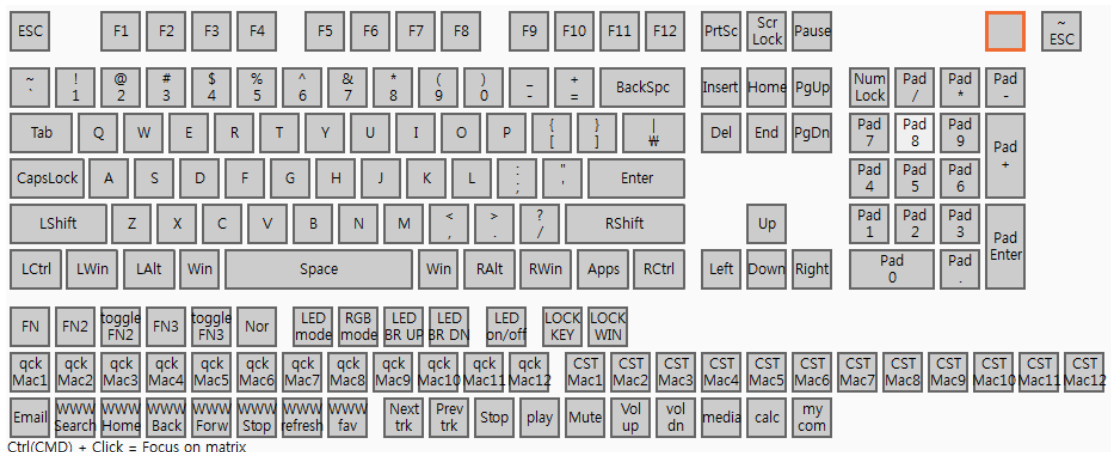 ESC F1 F2 F3 F4 F5 F6 F7 F8 F9 F10 F11 F12 PrtSc Scr Lock Pause ~ ESC
~ ` ! 1 @ 2 # 3 $ 4 % 5 ^ 6 & 7 * 8 ( 9 ) 0 _ - + = BackSpc Insert Home PgUp Num Lock Pad / Pad * Pad -
Tab Q W E R T Y U I O P { [ } ] | ₩ Del End PgDn Pad 7 Pad 8 Pad 9 Pad +
CapsLock A S D F G H J K L : ; " ' Enter Pad 4 Pad 5 Pad 6
LShift Z X C V B N M < , > . ? / RShift Up Pad 1 Pad 2 Pad 3 Pad Enter
LCtrl LWin LAlt Win Space Win RAlt RWin Apps RCtrl Left Down Right Pad 0 Pad .
FN FN2 toggle FN2 FN3 toggle FN3 Nor LED mode RGB mode LED BR UP LED BR DN LED on/off LOCK KEY LOCK WIN
qck Mac1 qck Mac2 qck Mac3 qck Mac4 qck Mac5 qck Mac6 qck Mac7 qck Mac8 qck Mac9 qck Mac10 qck Mac11 qck Mac12 CST Mac1 CST Mac2 CST Mac3 CST Mac4 CST Mac5 CST Mac6 CST Mac7 CST Mac8 CST Mac9 CST Mac10 CST Mac11 CST Mac12
Email WWW Search WWW Home WWW Back WWW Forw WWW Stop WWW refresh WWW fav Next trk Prev trk Stop play Mute Vol up vol dn media calc my com
Ctrl(CMD) + Click = Focus on matrix